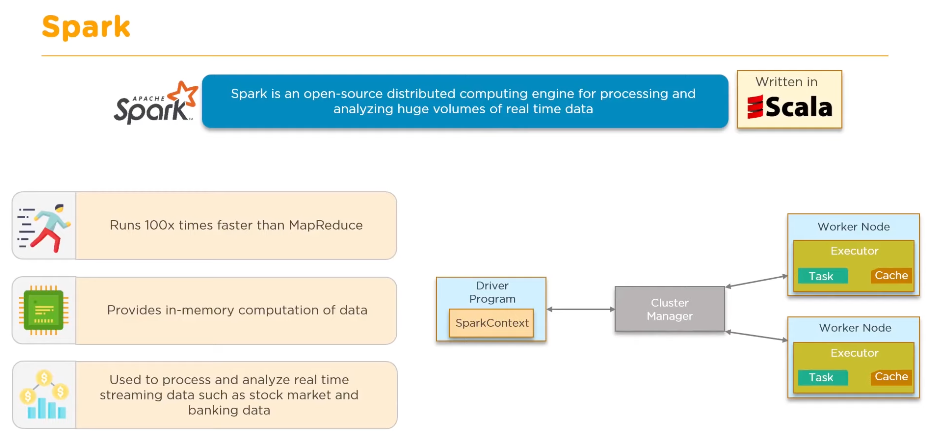 Spark
APACHE
Spark
TM
Spark is an open-source distributed computing engine for processing and
analyzing huge volumes of real time data
Written in
Scala
Runs 100x times faster than MapReduce
Provides in-memory computation of data
Used to process and analyze real time
streaming data such as stock market and
banking data
Driver
Program
SparkContext
Cluster
Manager
Worker Node
Executor
Task
Cache
Worker Node
Executor
Task
Cache